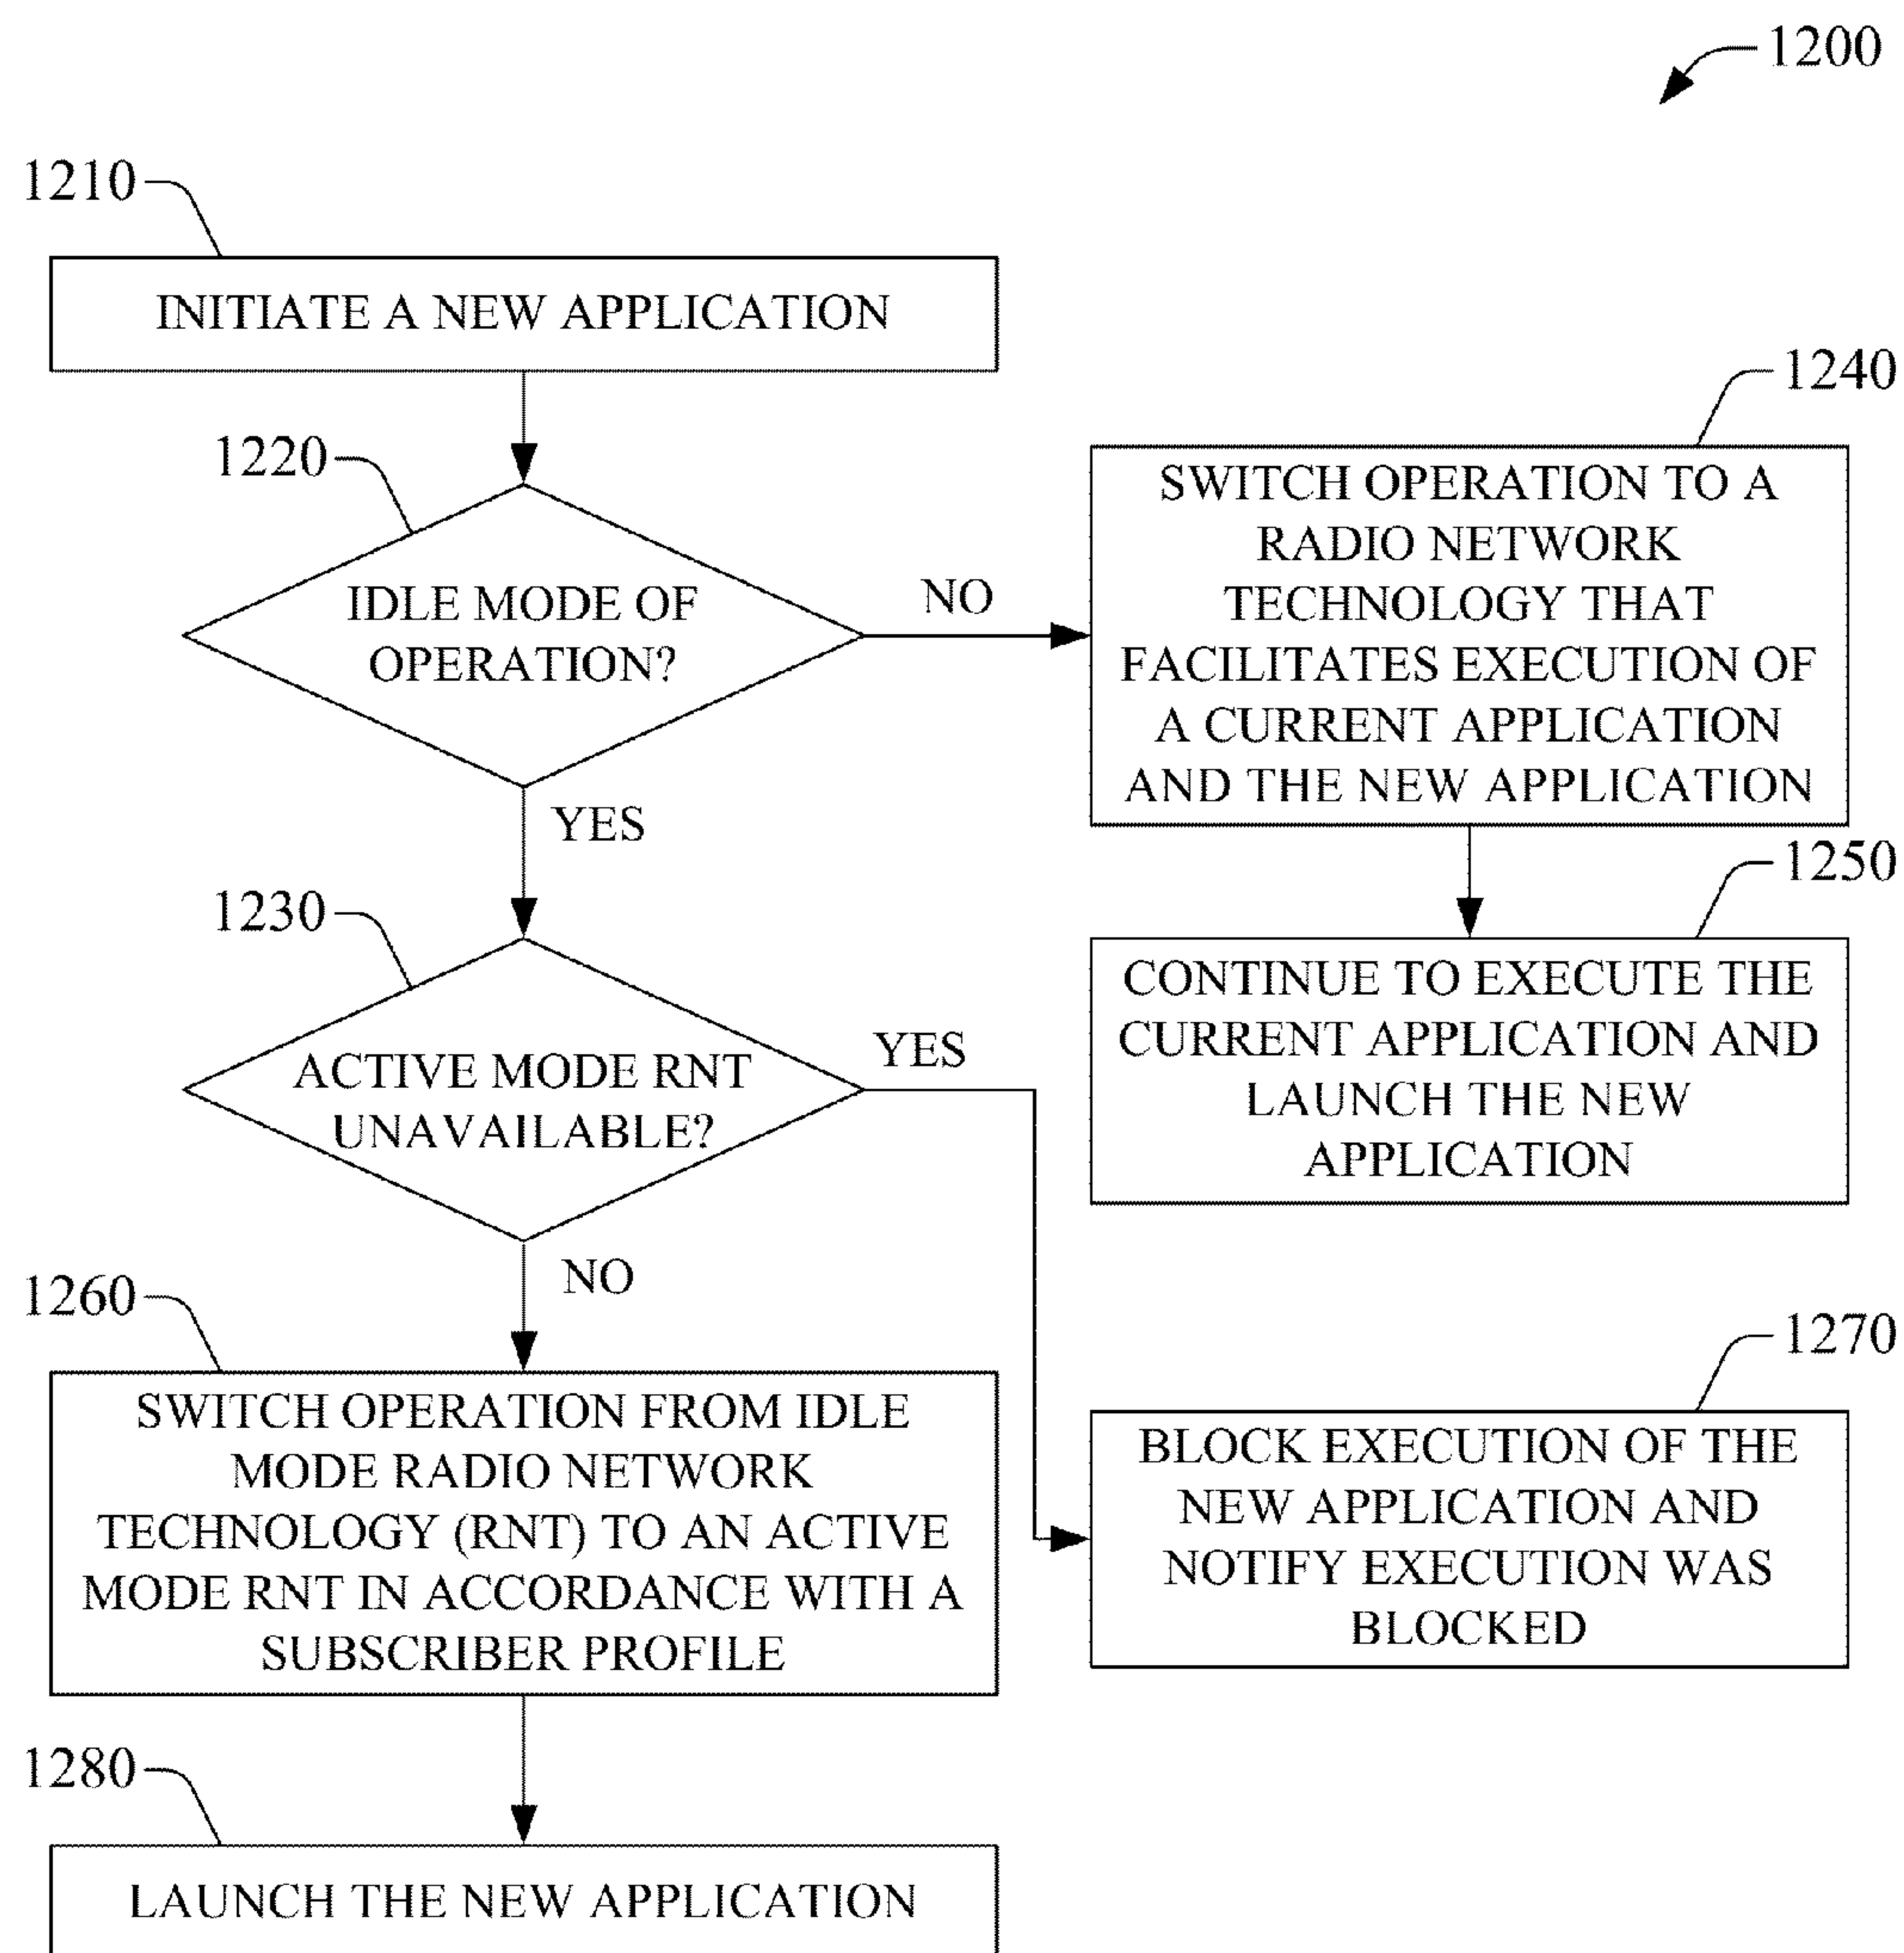 1200
1210
INITIATE A NEW APPLICATION
1220
IDLE MODE OF
OPERATION?
NO
YES
1240
SWITCH OPERATION TO A
RADIO NETWORK
TECHNOLOGY THAT
FACILITATES EXECUTION OF
A CURRENT APPLICATION
AND THE NEW APPLICATION
1250
CONTINUE TO EXECUTE THE
CURRENT APPLICATION AND
LAUNCH THE NEW
APPLICATION
1230
ACTIVE MODE RNT
UNAVAILABLE?
YES
NO
1260
SWITCH OPERATION FROM IDLE
MODE RADIO NETWORK
TECHNOLOGY (RNT) TO AN ACTIVE
MODE RNT IN ACCORDANCE WITH A
SUBSCRIBER PROFILE
1270
BLOCK EXECUTION OF THE
NEW APPLICATION AND
NOTIFY EXECUTION WAS
BLOCKED
1280
LAUNCH THE NEW APPLICATION